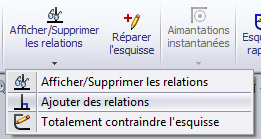 Afficher/Supprimer
les relations
Réparer
l'esquisse
Aimantations
instantanées
Esqu
rap
Afficher/Supprimer les relations
Ajouter des relations
Totalement contraindre l'esquisse